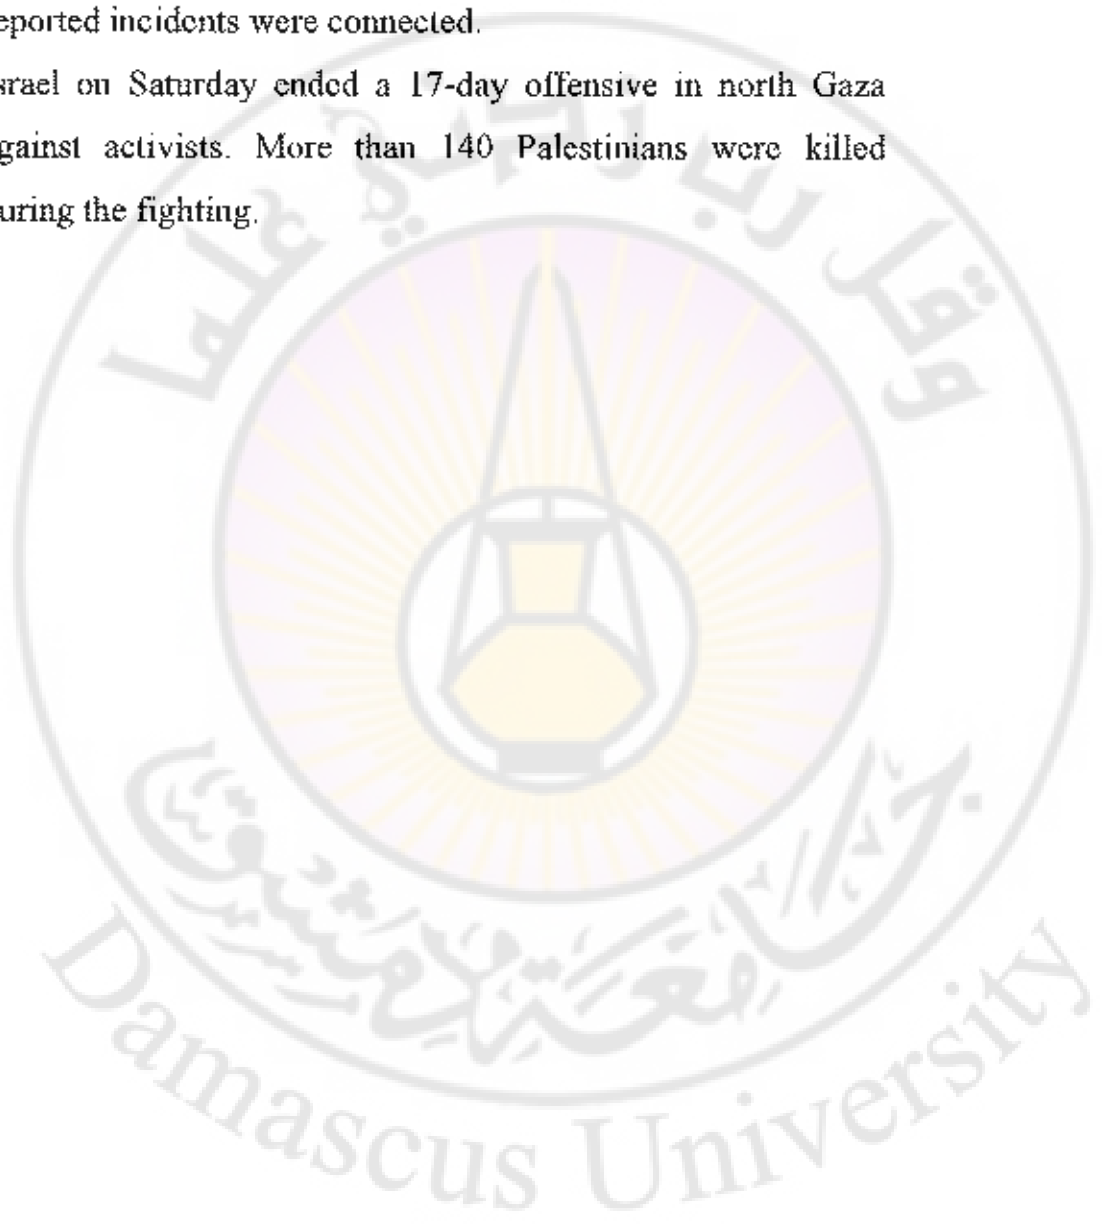 eported incidents were connected.
srael on Saturday ended a 17-day offensive in north Gaza
gainst activists. More than 140 Palestinians were killed
uring the fighting.
وقل رب زدني علما
جامعة دمشق
Damascus University